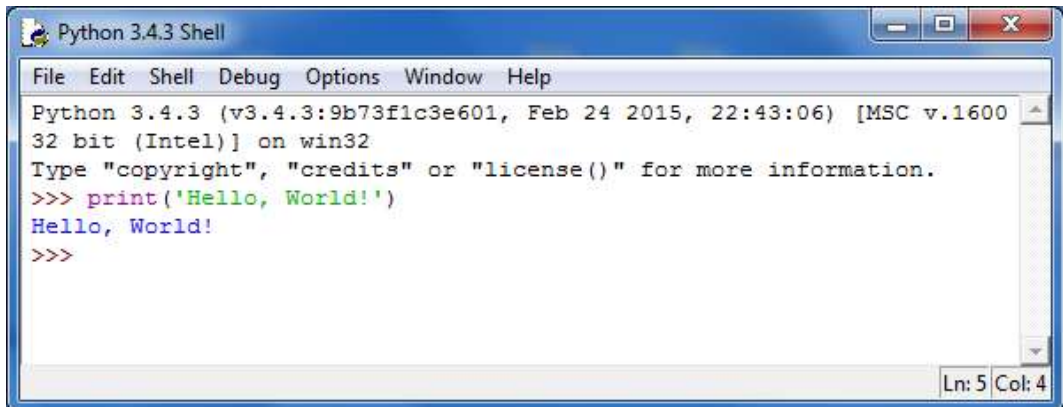 Python 3.4.3 Shell
File Edit Shell Debug Options Window Help
Python 3.4.3 (v3.4.3:9b73f1c3e601, Feb 24 2015, 22:43:06) [MSC v.1600
32 bit (Intel)] on win32
Type "copyright", "credits" or "license()" for more information.
>>> print('Hello, World!')
Hello, World!
>>>
Ln: 5 Col: 4